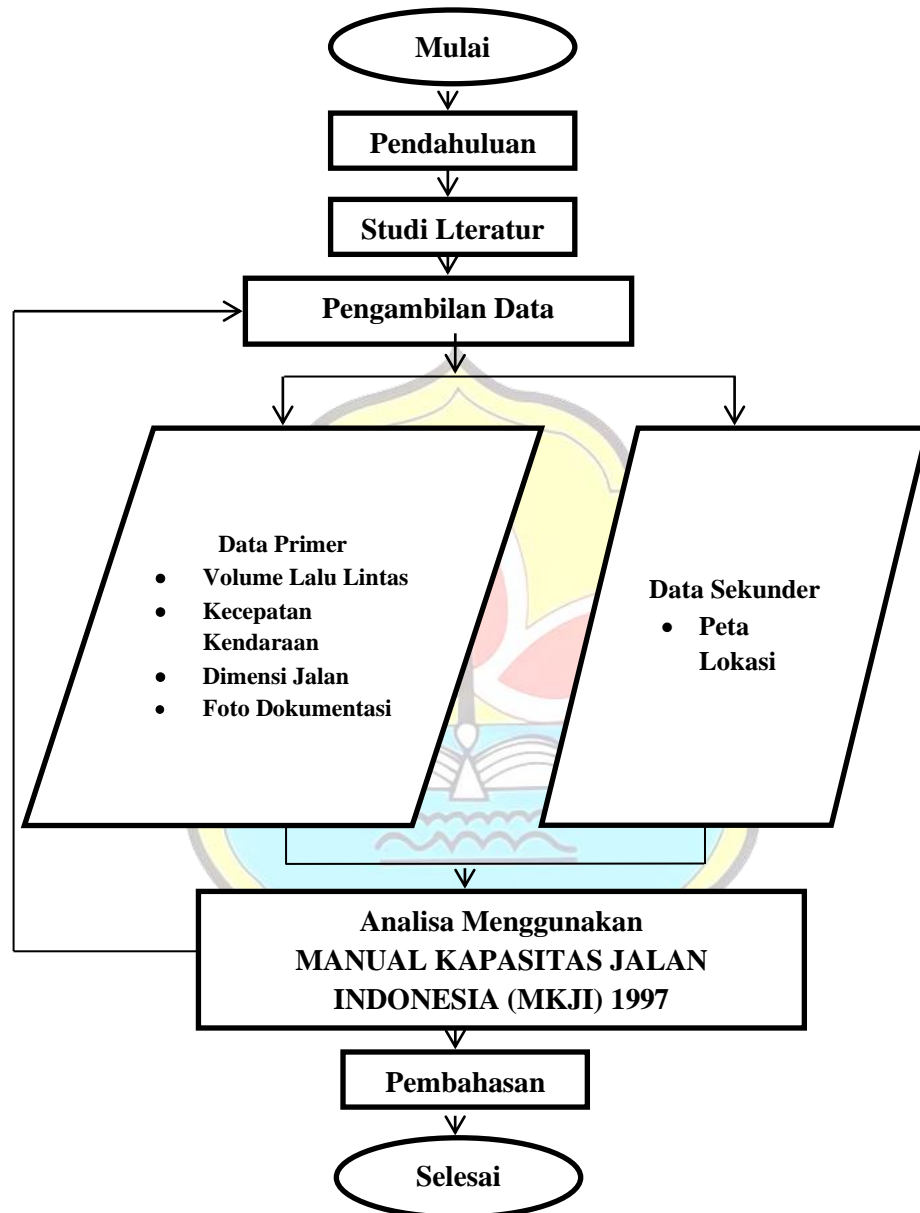 Mulai
Pendahuluan
Studi Lteratur
Pengambilan Data
Data Primer
• Volume Lalu Lintas
• Kecepatan
Kendaraan
• Dimensi Jalan
• Foto Dokumentasi
Data Sekunder
• Peta
Lokasi
Analisa Menggunakan
MANUAL KAPASITAS JALAN
INDONESIA (MKJI) 1997
Pembahasan
Selesai